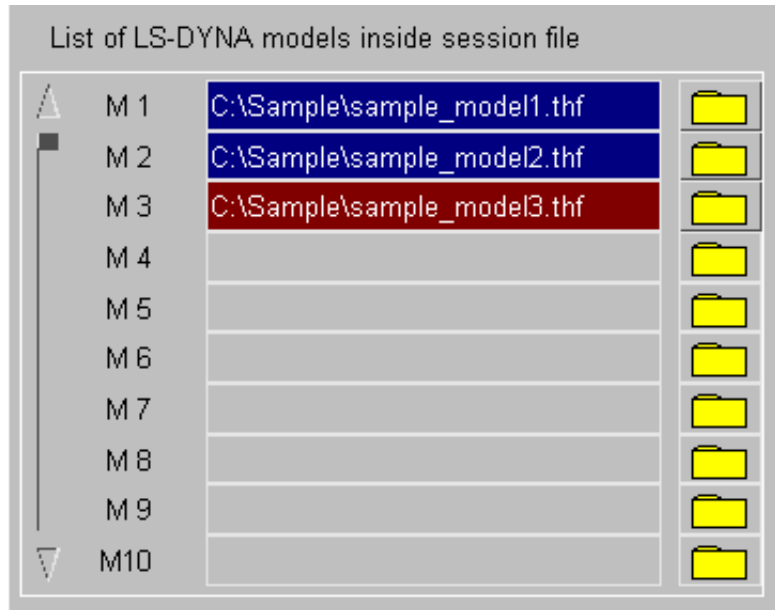 List of LS-DYNA models inside session file
M 1 C:\Sample\sample_model1.thf
M 2 C:\Sample\sample_model2.thf
M 3 C:\Sample\sample_model3.thf
M 4
M 5
M 6
M 7
M 8
M 9
M10